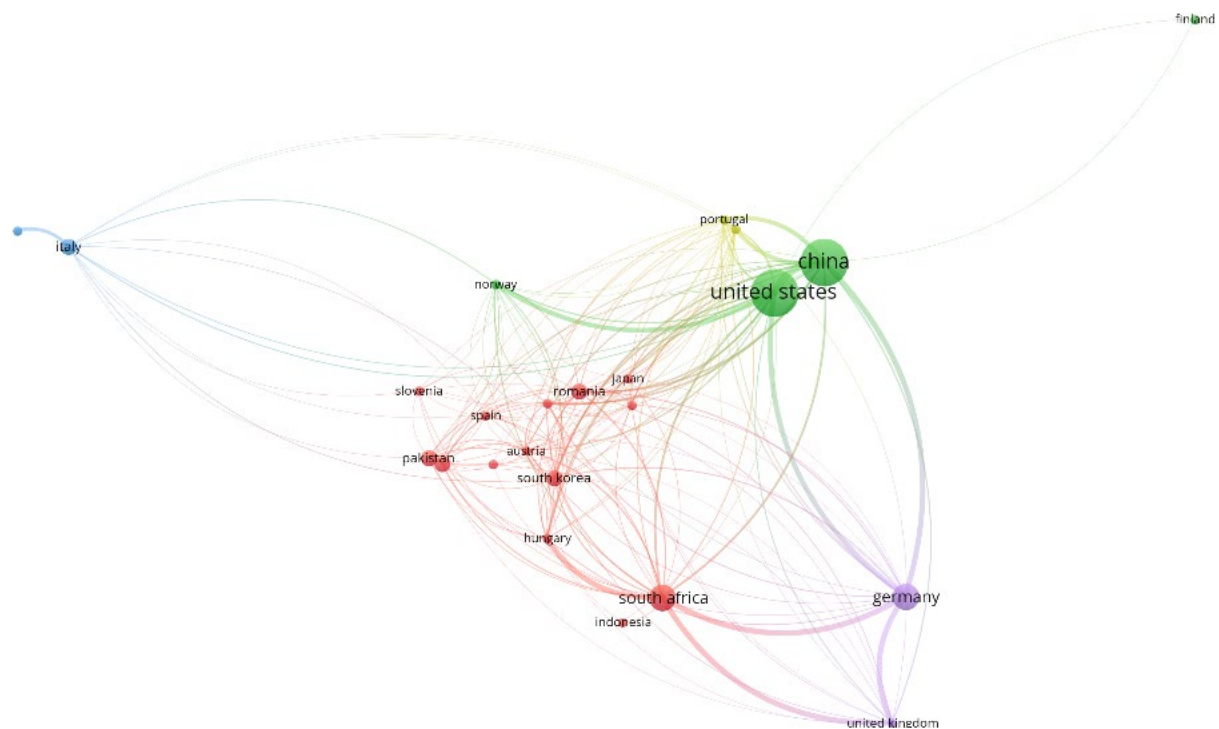 finland
portugal
italy
china
norway
united states
japan
slovenia
romania
spain
austria
pakistan
south korea
hungary
south africa
germany
indonesia
united kingdom